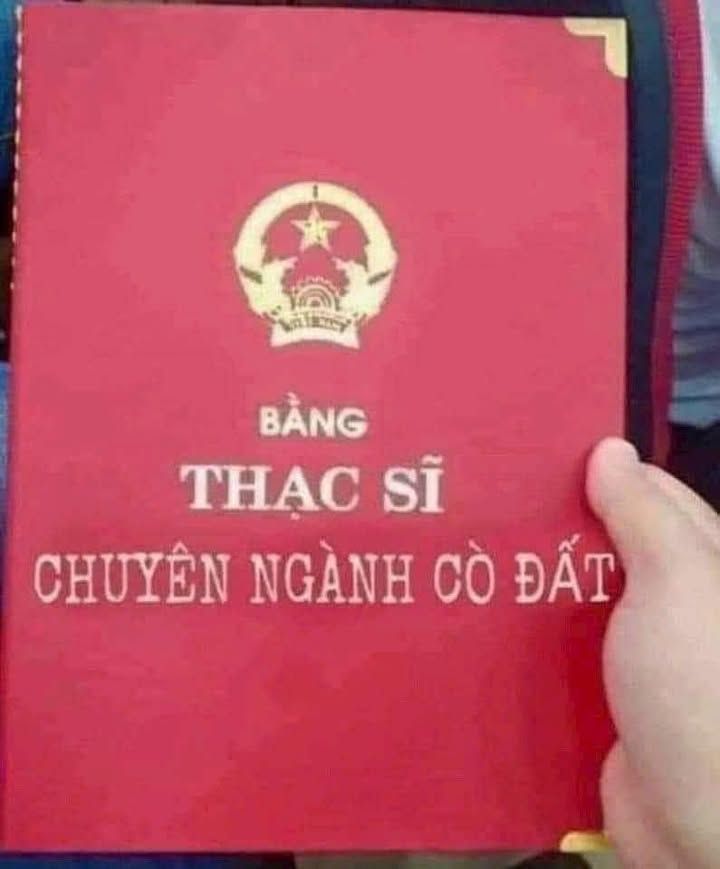 BẰNG
THẠC SĨ
CHUYÊN NGÀNH CÒ ĐẤT